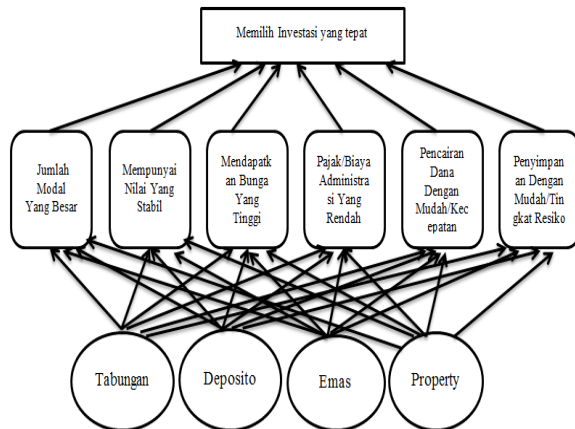 Memilih Investasi yang tepat
Jumlah
Modal
Yang Besar
Mempunyai
Nilai Yang
Stabil
Mendapatk
an Bunga
Yang
Tinggi
Pajak/Biaya
Administra
si Yang
Rendah
Pencairan
Dana
Dengan
Mudah/Kec
epatan
Penyimpan
an Dengan
Mudah/Tin
gkat Resiko
Tabungan
Deposito
Emas
Property